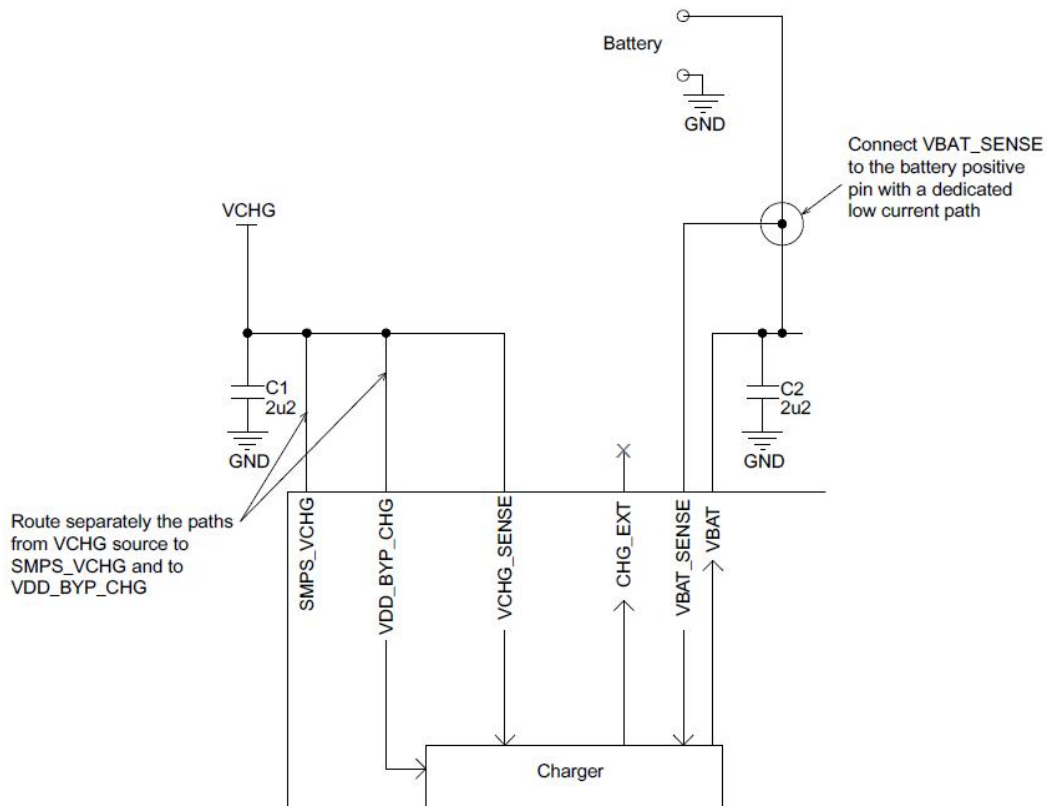 Battery
GND
Connect VBAT_SENSE
to the battery positive
pin with a dedicated
low current path
VCHG
C1
2u2
GND
C2
2u2
GND
Route separately the paths
from VCHG source to
SMPS_VCHG and to
VDD_BYP_CHG
SMPS_VCHG
VDD_BYP_CHG
VCHG_SENSE
CHG_EXT
VBAT_SENSE
VBAT
Charger